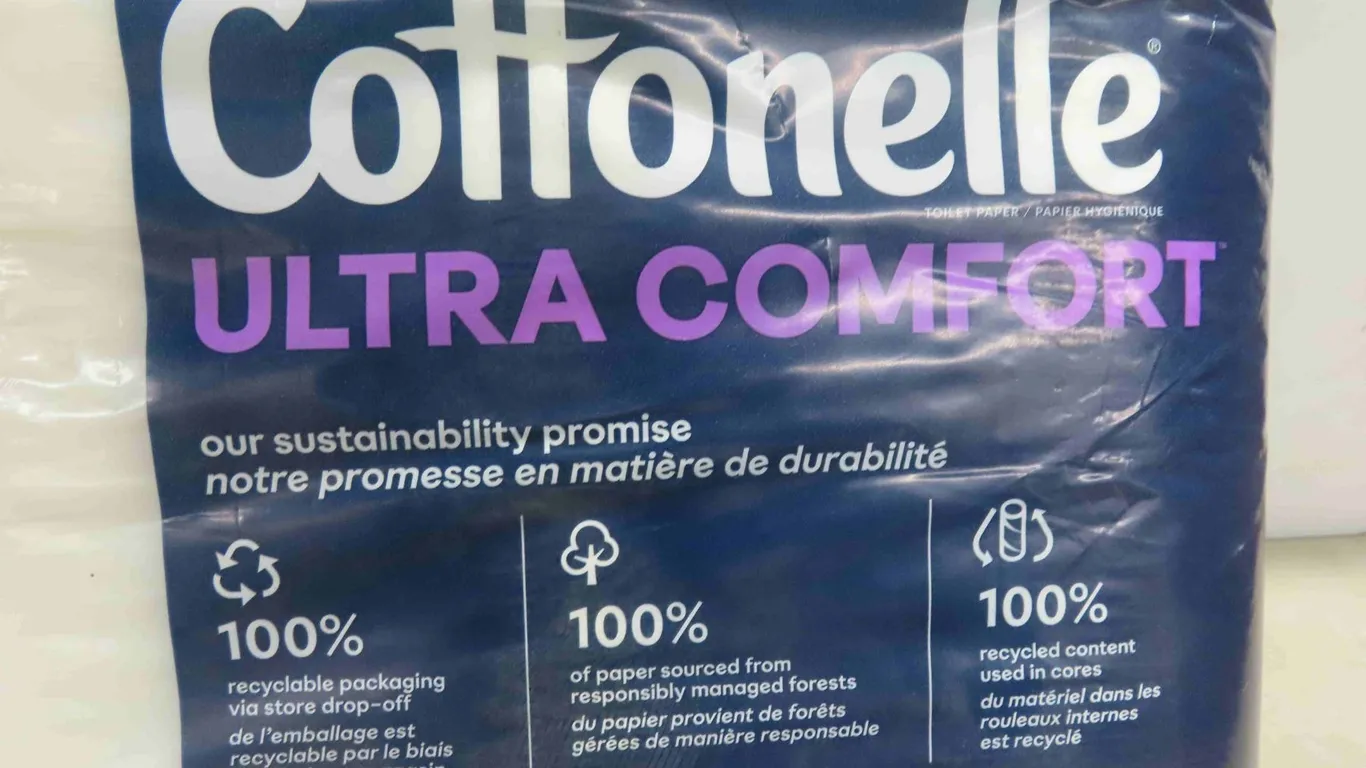 Cottonelle®
TOILET PAPER / PAPIER HYGIÉNIQUE
ULTRA COMFORT™
our sustainability promise
notre promesse en matière de durabilité
100%
recyclable packaging
via store drop-off
de l'emballage est
recyclable par le biais
100%
of paper sourced from
responsibly managed forests
du papier provient de forêts
gérées de manière responsable
100%
recycled content
used in cores
du matériel dans les
rouleaux internes
est recyclé